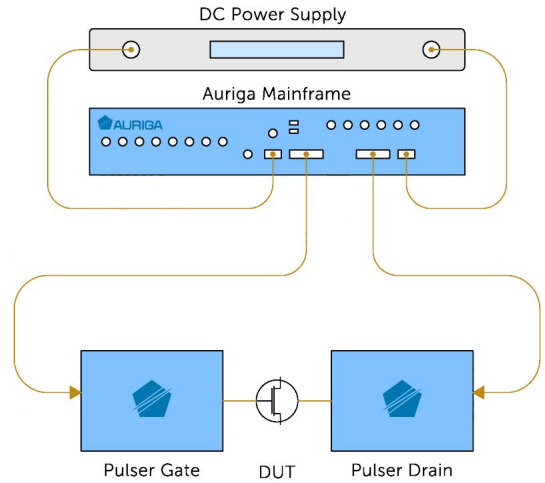 DC Power Supply
Auriga Mainframe
AURIGA
Pulser Gate
DUT
Pulser Drain